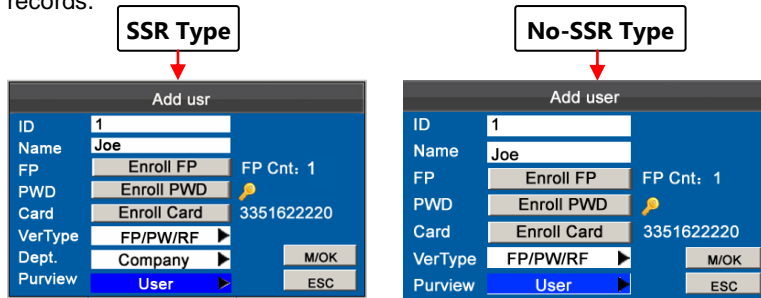 records.
SSR Type
No-SSR Type
Add usr
ID 1
Name Joe
FP Enroll FP FP Cnt: 1
PWD Enroll PWD
Card Enroll Card 3351622220
VerType FP/PW/RF
Dept. Company M/OK
Purview User ESC
Add user
ID 1
Name Joe
FP Enroll FP FP Cnt: 1
PWD Enroll PWD
Card Enroll Card 3351622220
VerType FP/PW/RF M/OK
Purview User ESC